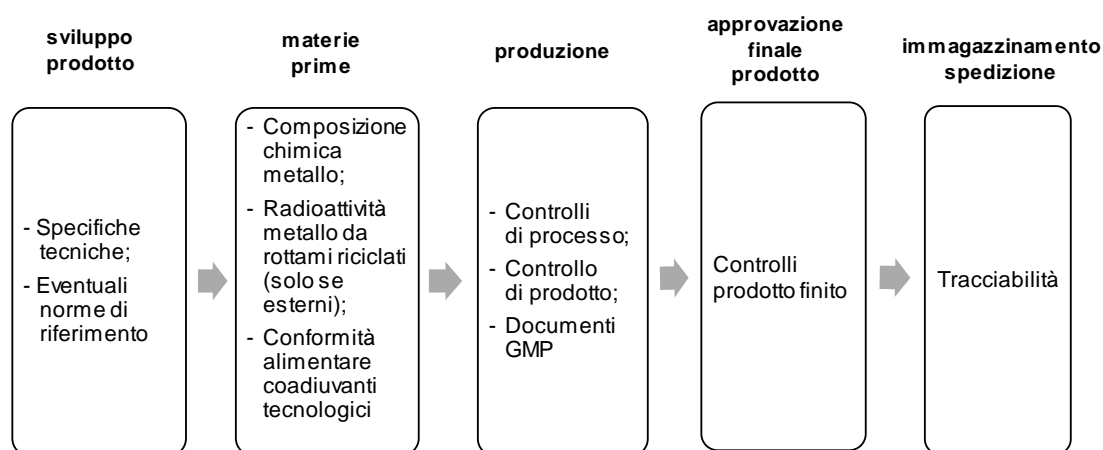 sviluppo
prodotto
materie
prime
produzione
approvazione
finale
prodotto
immagazzinamento
spedizione
- Specifiche
tecniche;
- Eventuali
norme di
riferimento
- Composizione
chimica
metallo;
- Radioattività
metallo da
rottami riciclati
(solo se
esterni);
- Conformità
alimentare
coadiuvanti
tecnologici
- Controlli
di processo;
- Controllo
di prodotto;
- Documenti
GMP
Controlli
prodotto finito
Tracciabilità